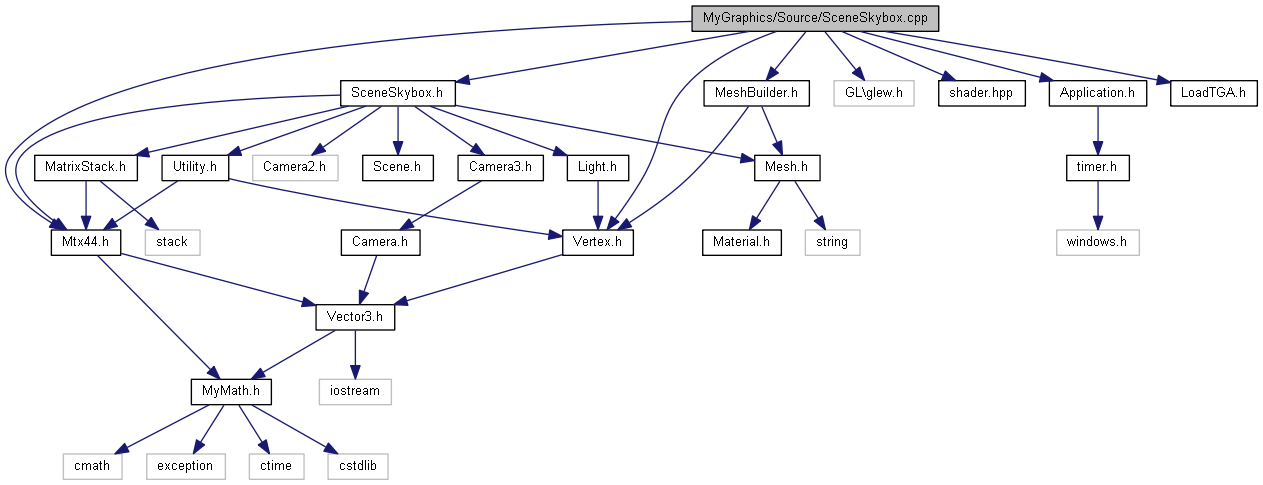 MyGraphics/Source/SceneSkybox.cpp
SceneSkybox.h
MeshBuilder.h
GL\glew.h
shader.hpp
Application.h
LoadTGA.h
MatrixStack.h
Utility.h
Camera2.h
Scene.h
Camera3.h
Light.h
Mesh.h
timer.h
Mtx44.h
stack
Camera.h
Vertex.h
Material.h
string
windows.h
Vector3.h
MyMath.h
iostream
cmath
exception
ctime
cstdlib